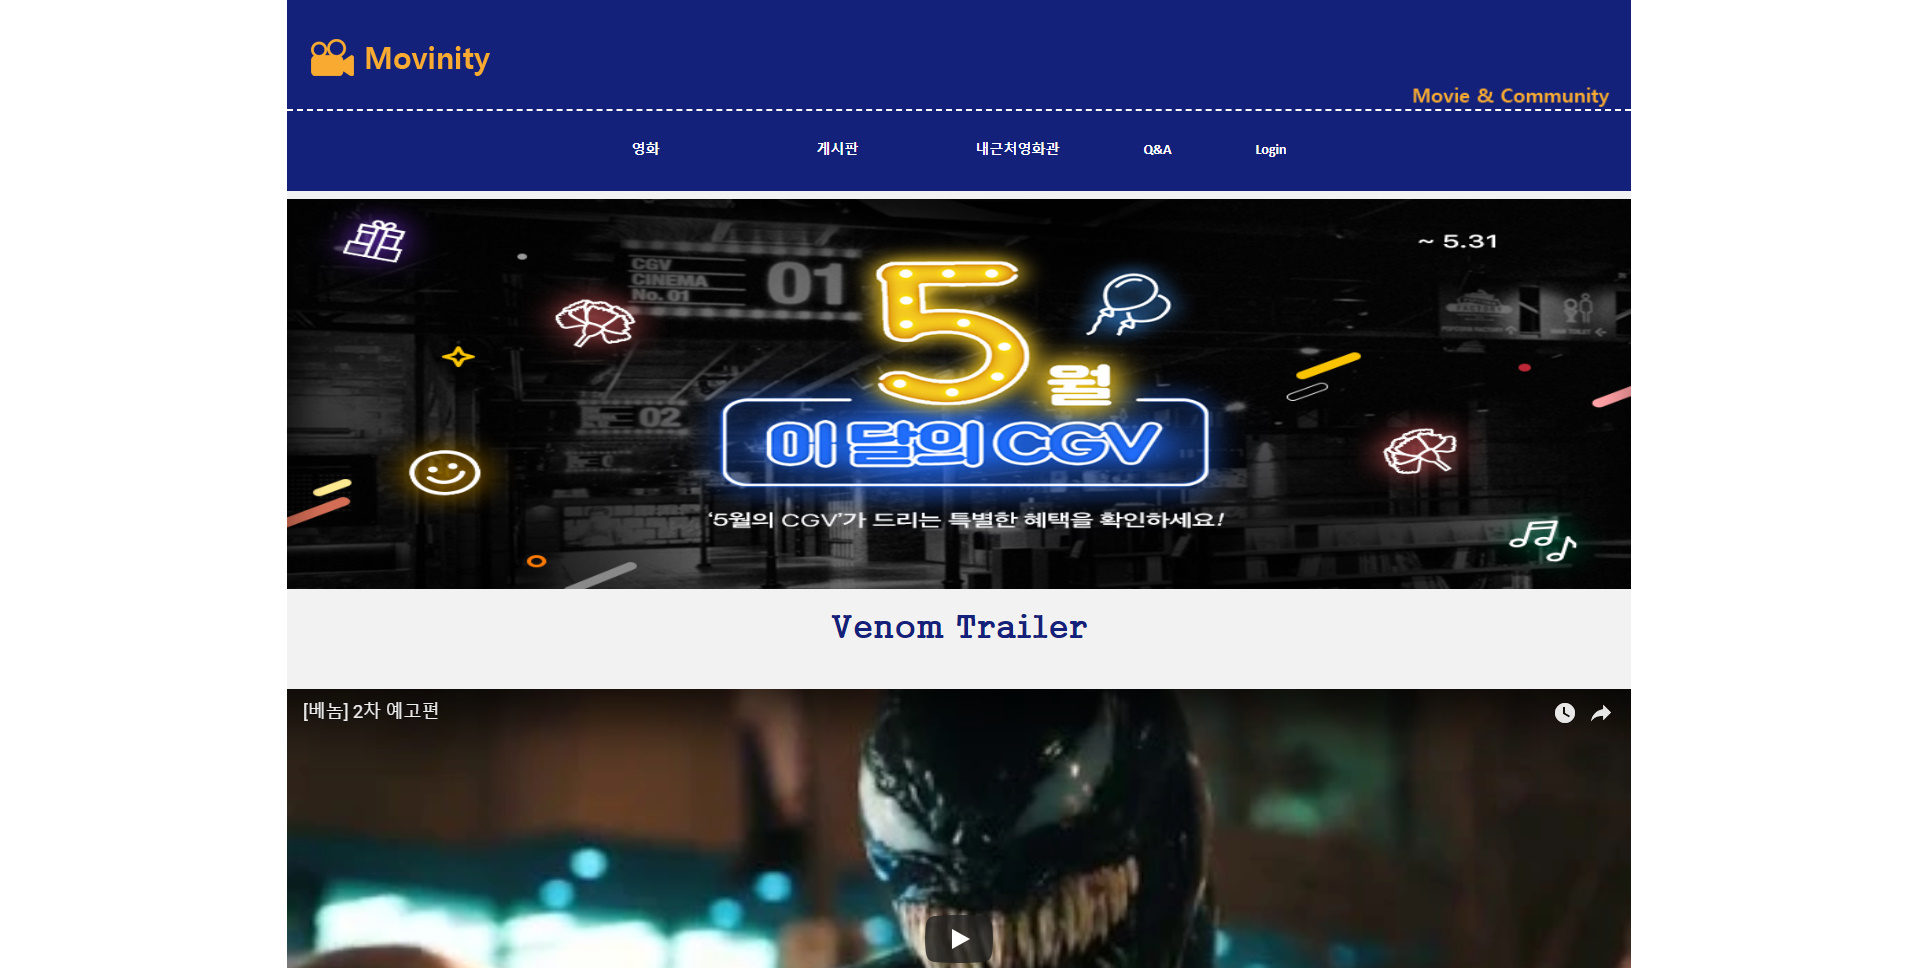 Movinity
Movie & Community
영화 게시판 내근처영화관 Q&A Login
~ 5.31
CGV
CINEMA
No. 01
01
5월
02
이달의 CGV
'5월의 CGV'가 드리는 특별한 혜택을 확인하세요!
Venom Trailer
[베놈] 2차 예고편